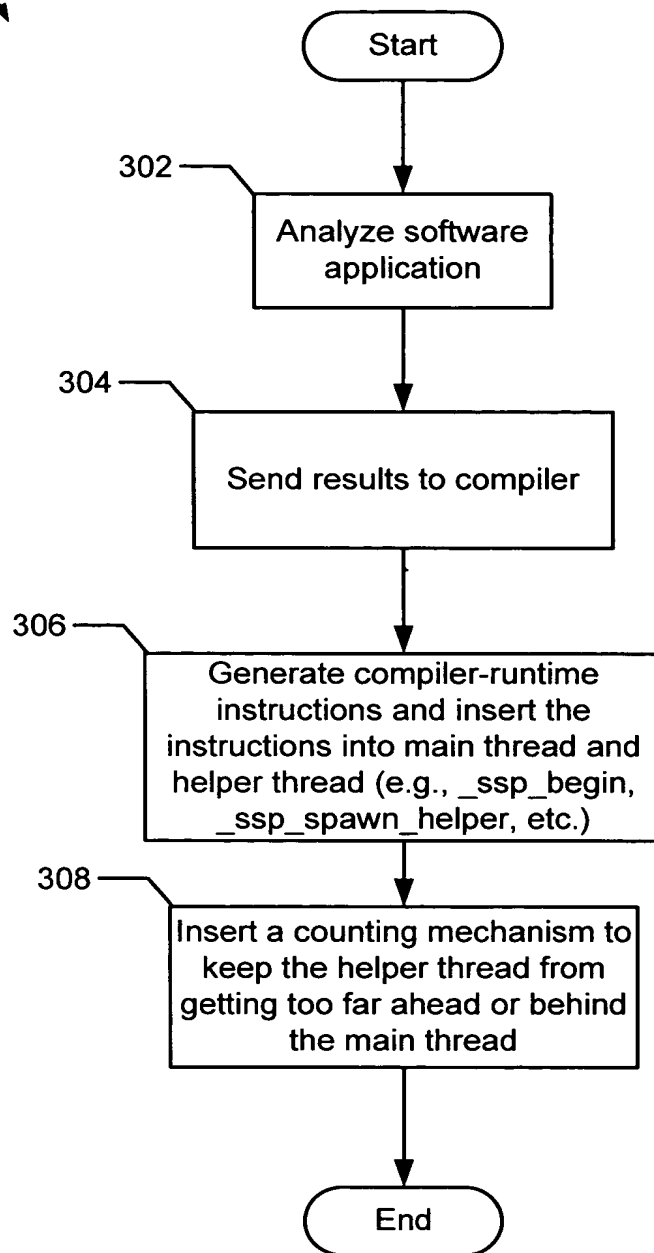 Start
302
Analyze software
application
304
Send results to compiler
306
Generate compiler-runtime
instructions and insert the
instructions into main thread and
helper thread (e.g., _ssp_begin,
_ssp_spawn_helper, etc.)
308
Insert a counting mechanism to
keep the helper thread from
getting too far ahead or behind
the main thread
End